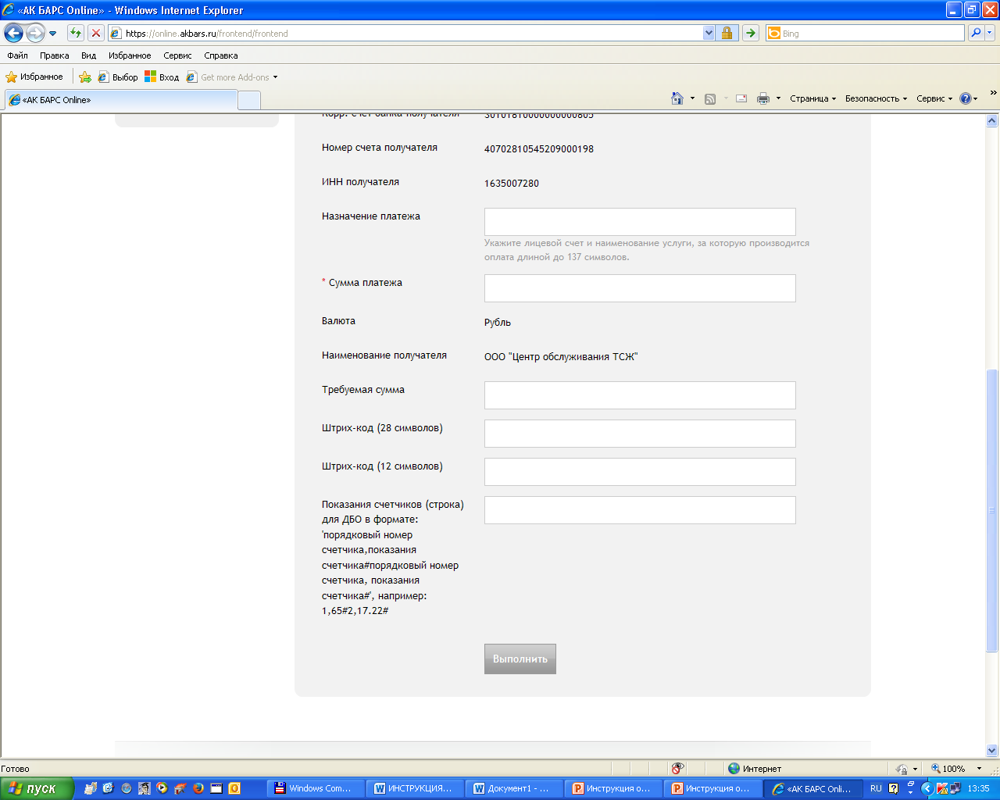 «АК БАРС Online» - Windows Internet Explorer
https://online.akbars.ru/frontend/frontend
Bing
Файл Правка Вид Избранное Сервис Справка
Избранное Выбор Вход Get more Add-ons
«АК БАРС Online»
Страница Безопасность Сервис »
Корр. счет банка получателя 30101810000000000805
Номер счета получателя 40702810545209000198
ИНН получателя 1635007280
Назначение платежа
Укажите лицевой счет и наименование услуги, за которую производится
оплата длиной до 137 символов.
* Сумма платежа
Валюта Рубль
Наименование получателя ООО "Центр обслуживания ТСЖ"
Требуемая сумма
Штрих-код (28 символов)
Штрих-код (12 символов)
Показания счетчиков (строка)
для ДБО в формате:
'порядковый номер
счетчика,показания
счетчика#порядковый номер
счетчика, показания
счетчика#', например:
1,65#2,17.22#
Выполнить
Готово Интернет 100%
пуск Windows Com... ИНСТРУКЦИЯ... Документ1 - ... Инструкция о... Инструкция о... «АК БАРС Onli... RU 13:35